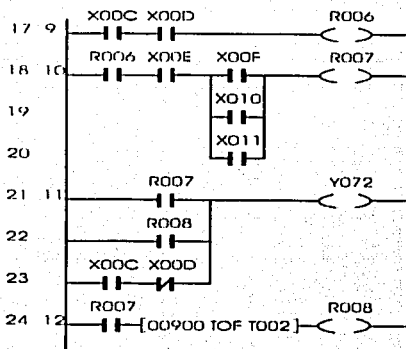 X00C X00D R006
17 9
R006 X00E X00F R007
18 10
X010
19
X011
20
R007 Y072
21 11
R008
22
X00C X00D
23
R007 R008
24 12 [00900 TOF T002]